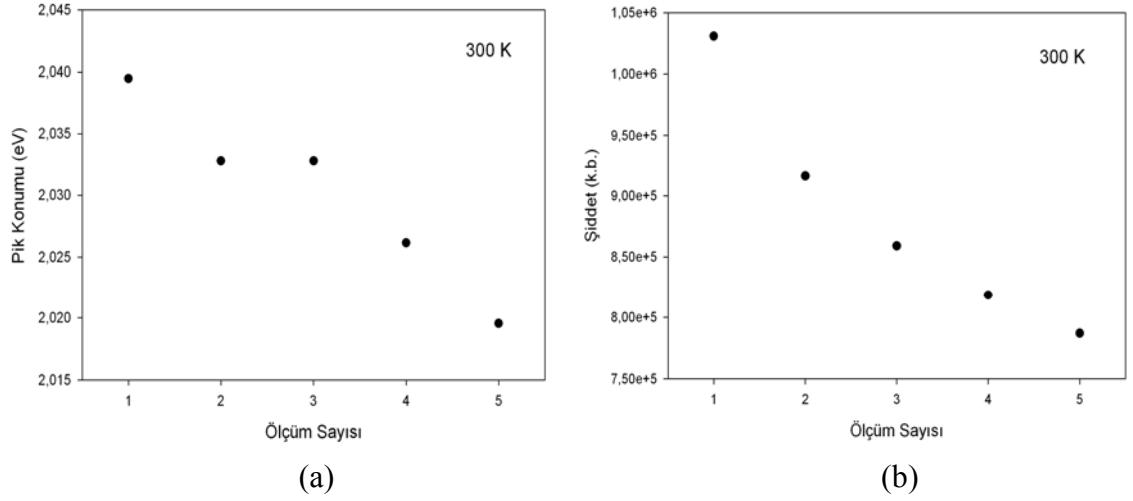 2,045
2,040
2,035
2,030
2,025
2,020
2,015
Pik Konumu (eV)
300 K
1 2 3 4 5
Ölçüm Sayısı
(a)
1,05e+6
1,00e+6
9,50e+5
9,00e+5
8,50e+5
8,00e+5
7,50e+5
Şiddet (k.b.)
300 K
1 2 3 4 5
Ölçüm Sayısı
(b)